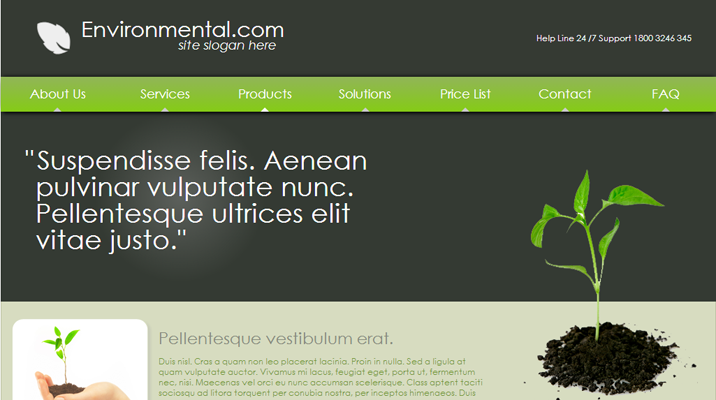 Environmental.com
site slogan here
Help Line 24 /7 Support 1800 3246 345
About Us Services Products Solutions Price List Contact FAQ
"Suspendisse felis. Aenean
pulvinar vulputate nunc.
Pellentesque ultrices elit
vitae justo."
Pellentesque vestibulum erat.
Duis nisl. Cras a quam non leo placerat lacinia. Proin in nulla. Sed a ligula at
quam vulputate auctor. Vivamus mi lacus, feugiat eget, porta ut, fermentum
nec, nisi. Maecenas vel orci eu nunc accumsan scelerisque. Class aptent taciti
sociosqu ad litora torquent per conubia nostra, per inceptos himenaeos. Duis